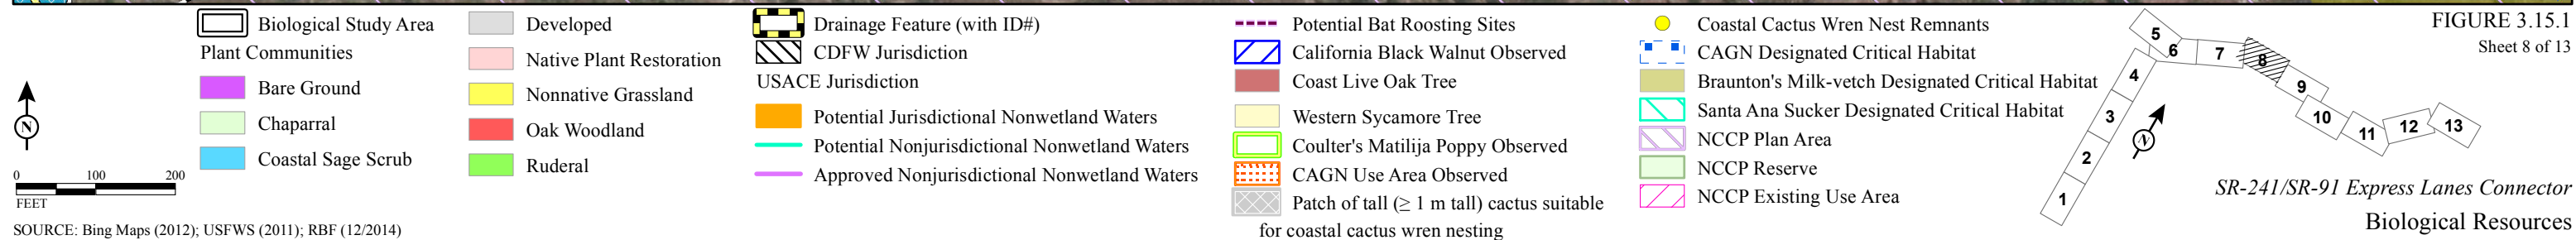 N
0 100 200
FEET
SOURCE: Bing Maps (2012); USFWS (2011); RBF (12/2014)
Biological Study Area
Plant Communities
Bare Ground
Chaparral
Coastal Sage Scrub
Developed
Native Plant Restoration
Nonnative Grassland
Oak Woodland
Ruderal
Drainage Feature (with ID#)
CDFW Jurisdiction
USACE Jurisdiction
Potential Jurisdictional Nonwetland Waters
Potential Nonjurisdictional Nonwetland Waters
Approved Nonjurisdictional Nonwetland Waters
Potential Bat Roosting Sites
California Black Walnut Observed
Coast Live Oak Tree
Western Sycamore Tree
Coulter's Matilija Poppy Observed
CAGN Use Area Observed
Patch of tall (≥ 1 m tall) cactus suitable
for coastal cactus wren nesting
Coastal Cactus Wren Nest Remnants
CAGN Designated Critical Habitat
Braunton's Milk-vetch Designated Critical Habitat
Santa Ana Sucker Designated Critical Habitat
NCCP Plan Area
NCCP Reserve
NCCP Existing Use Area
1
2
3
4
5
6
7
8
9
10
11
12
13
N
FIGURE 3.15.1
Sheet 8 of 13
SR-241/SR-91 Express Lanes Connector
Biological Resources